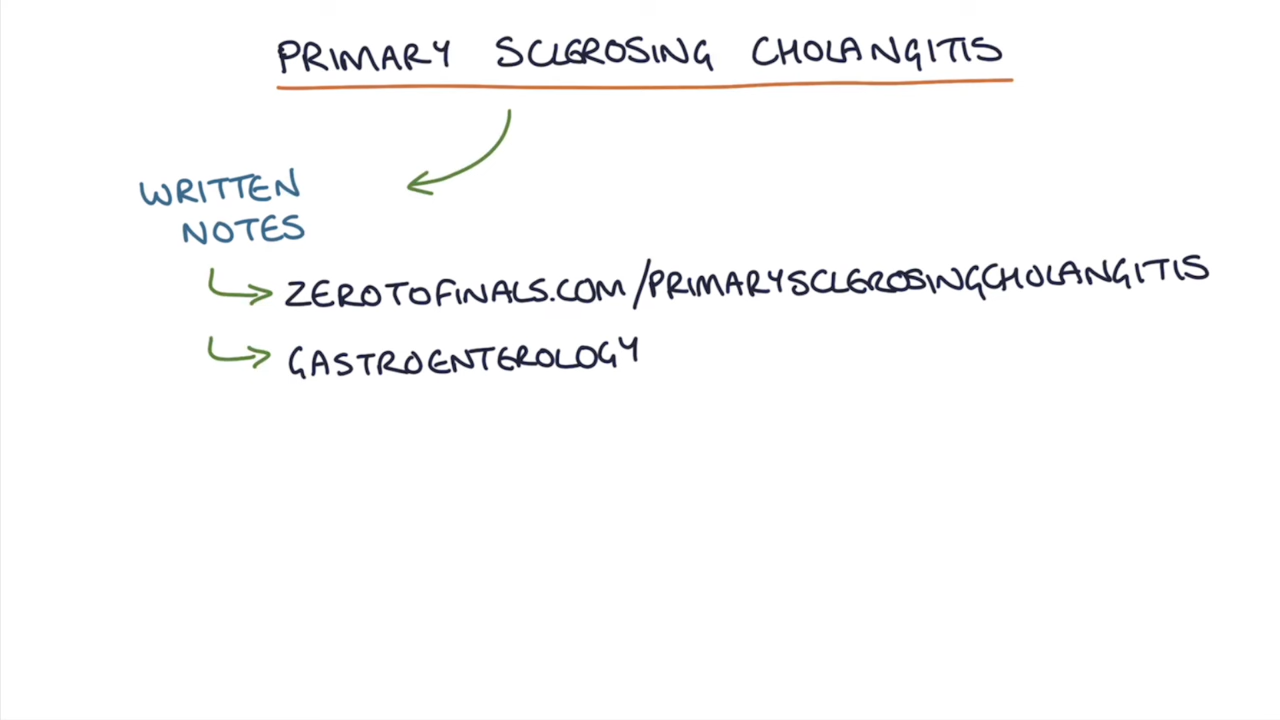 PRIMARY SCLEROSING CHOLANGITIS
WRITTEN
NOTES
ZEROTOFINALS.COM/PRIMARYSCLEROSINGCHOLANGITIS
GASTROENTEROLOGY